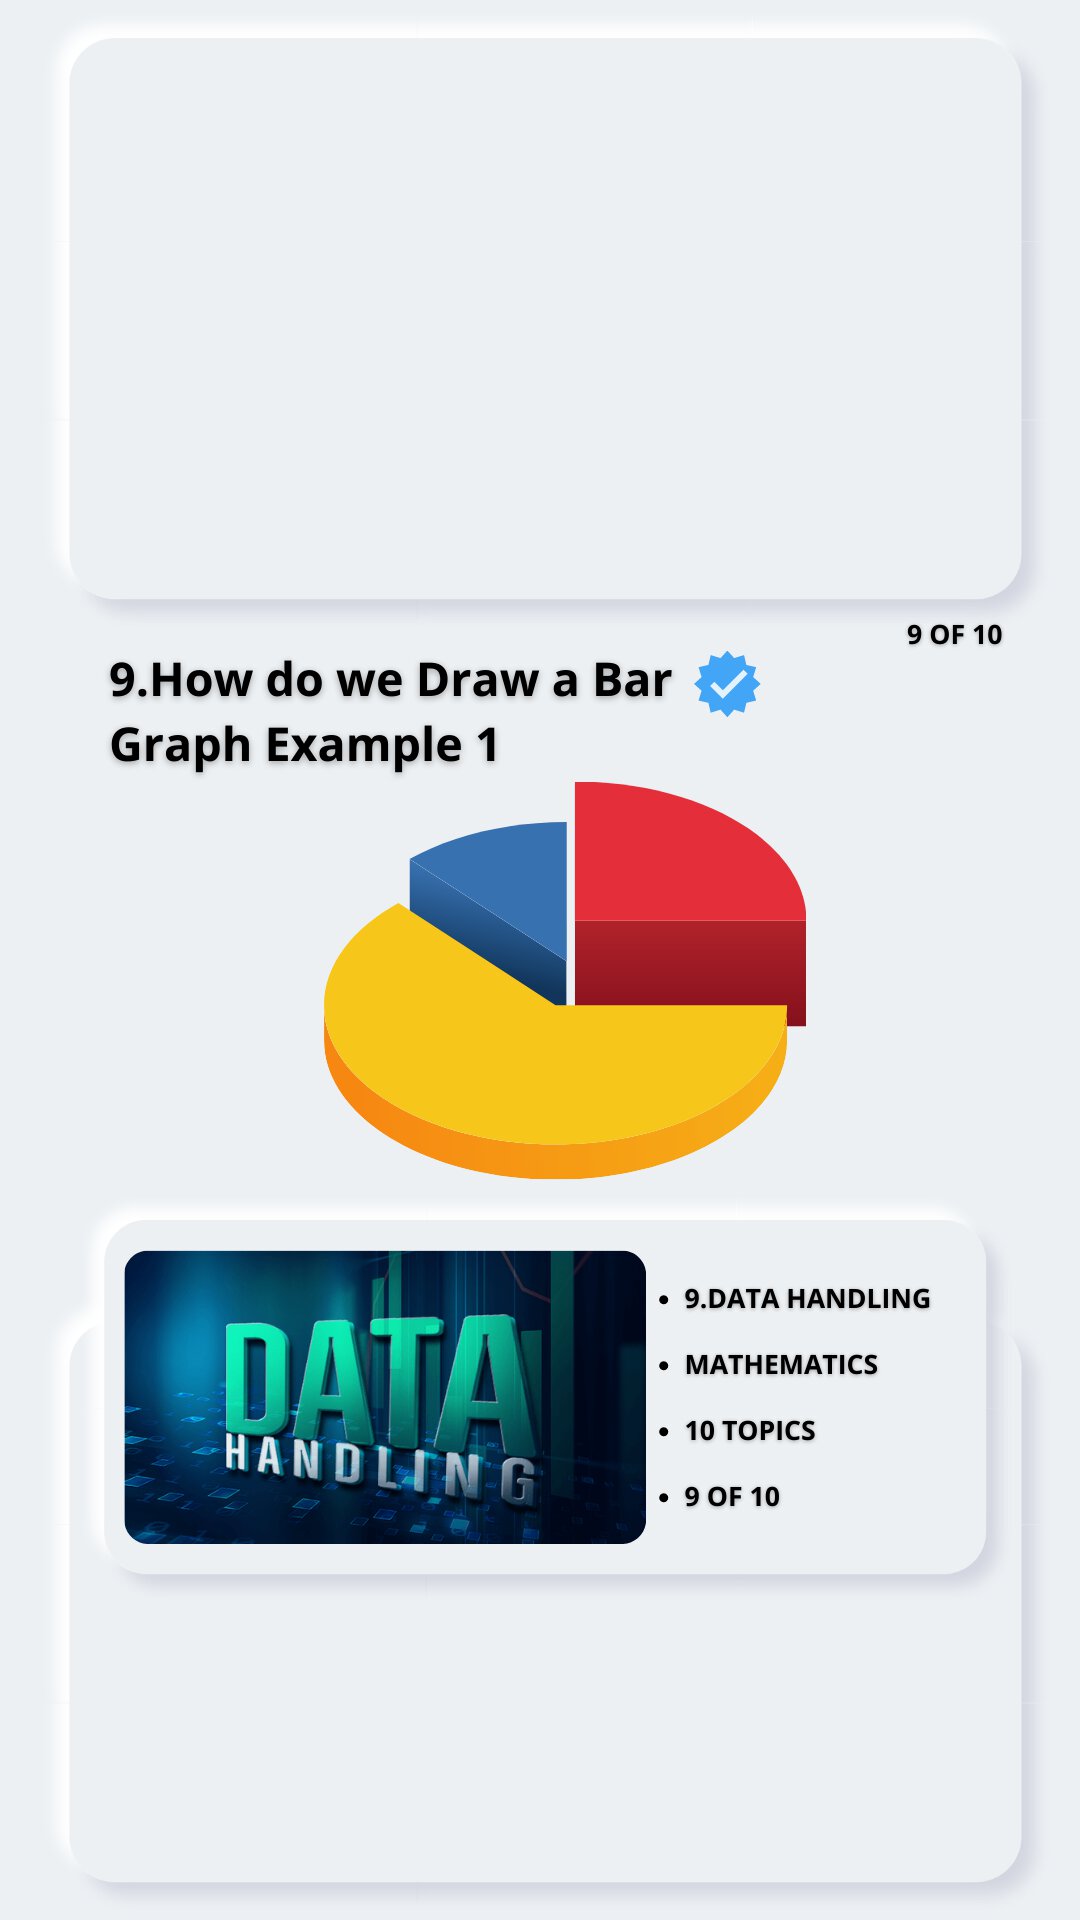 9 OF 10
9.How do we Draw a Bar
Graph Example 1
DATA
HANDLING
• 9.DATA HANDLING
• MATHEMATICS
• 10 TOPICS
• 9 OF 10